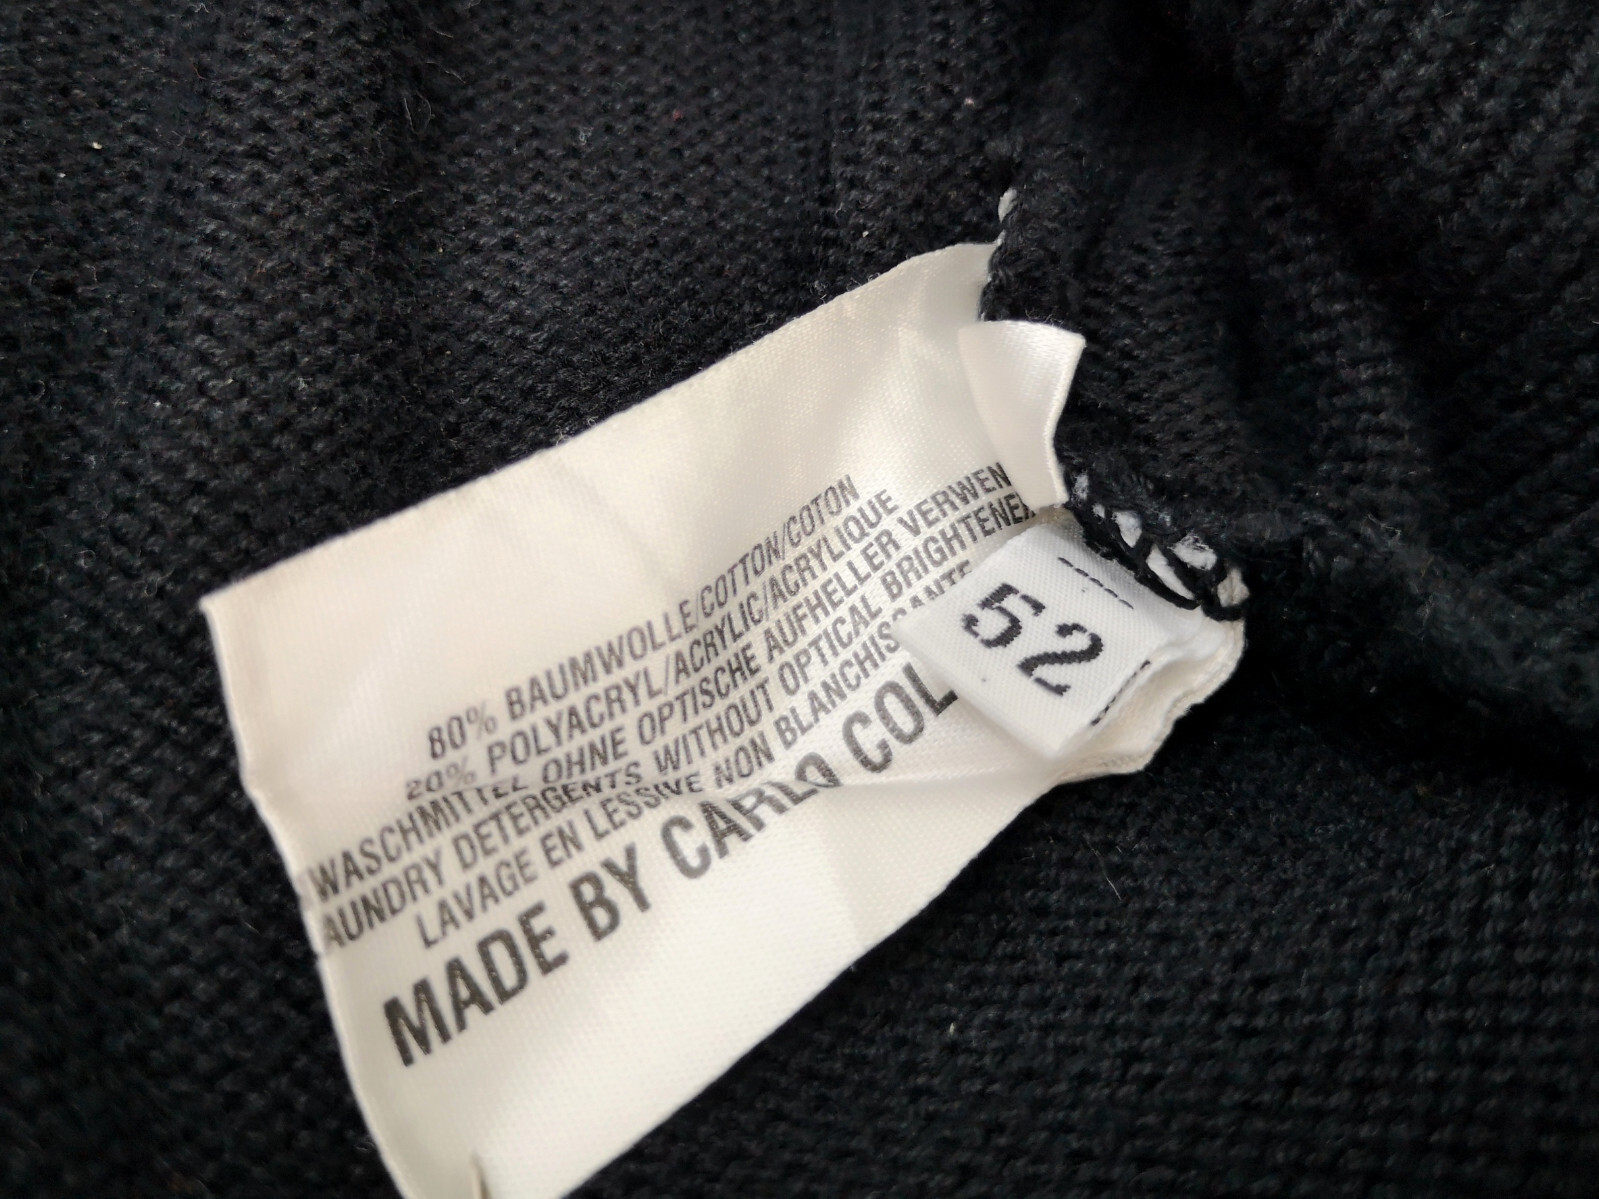 80% BAUMWOLLE/COTTON/COTON
20% POLYACRYL/ACRYLIC/ACRYLIQUE
WASCHMITTEL OHNE OPTISCHE AUFHELLER VERWEN
AUNDRY DETERGENTS WITHOUT OPTICAL BRIGHTENE
LAVAGE EN LESSIVE NON BLANCHISSANTE
MADE BY CARLO COL
52